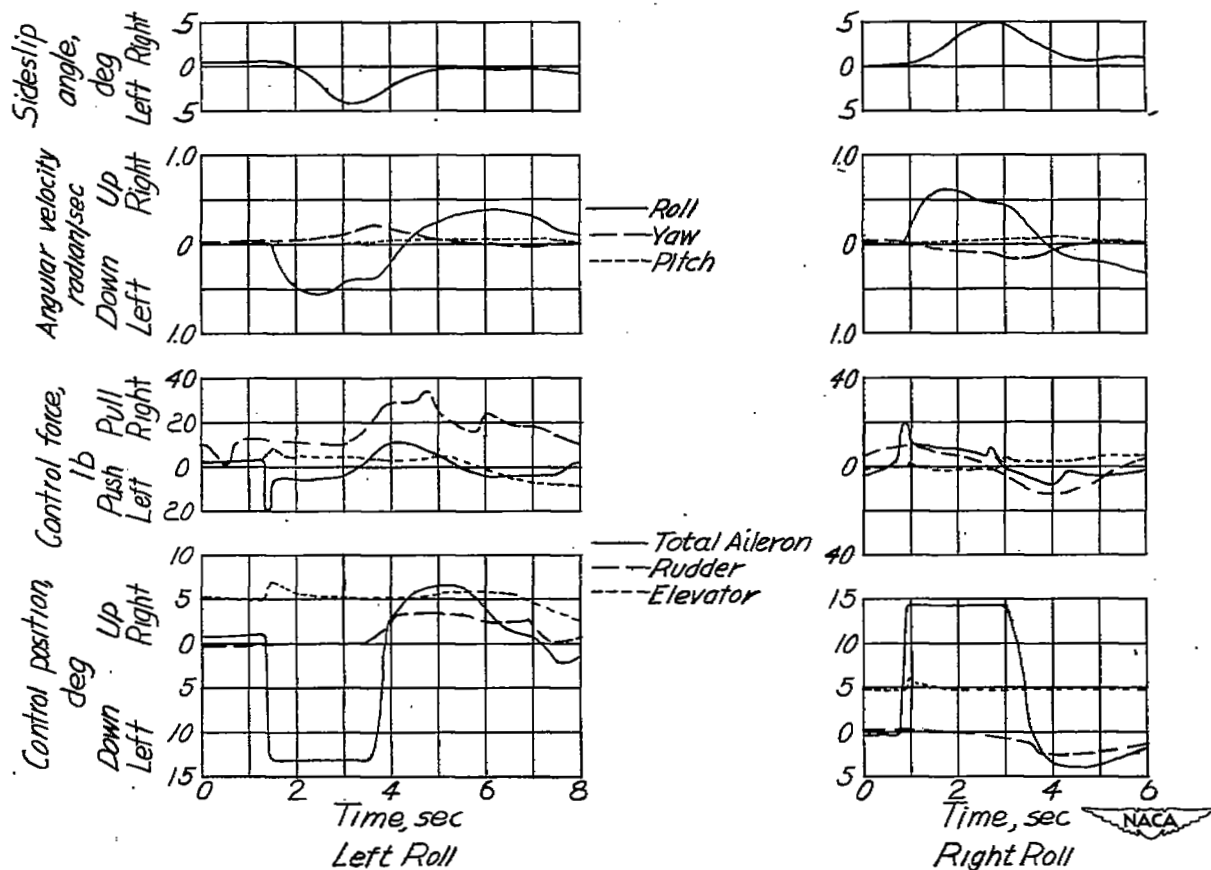 Sideslip angle, deg
Left Right
5
0
5
5
0
5
Angular velocity radian/sec
Down Up
Left Right
1.0
0
1.0
1.0
0
1.0
Roll
Yaw
Pitch
Control force, lb
Push Pull
Left Right
40
20
0
20
40
0
40
Total Aileron
Rudder
Elevator
Control position, deg
Down Up
Left Right
10
5
0
5
10
15
15
10
5
0
5
0 2 4 6 8
Time, sec
Left Roll
0 2 4 6
Time, sec
Right Roll
NACA